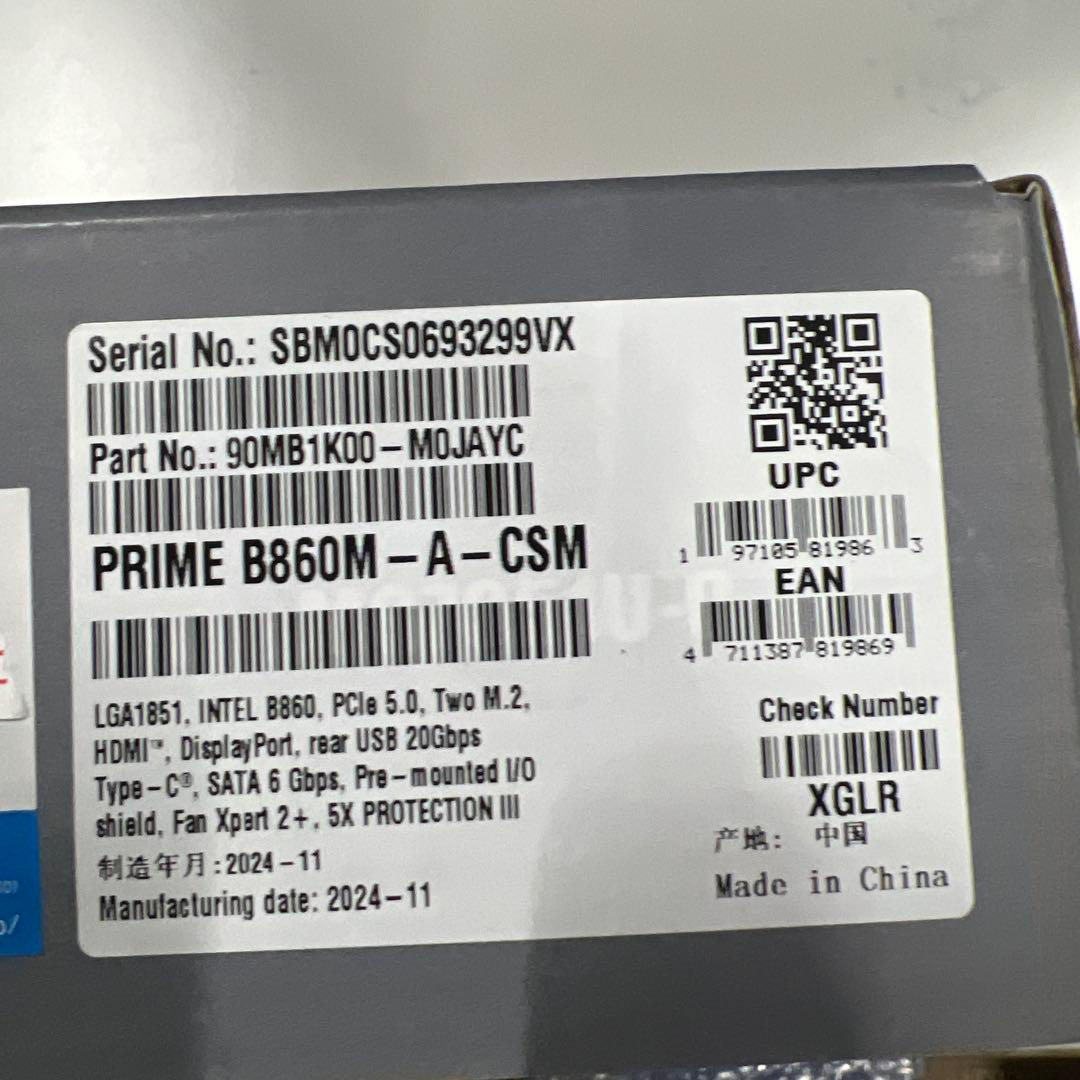 Serial No.: SBM0CS0693299VX
Part No.: 90MB1K00-M0JAYC
PRIME B860M-A-CSM
LGA1851, INTEL B860, PCIe 5.0, Two M.2,
HDMI™, DisplayPort, rear USB 20Gbps
Type-C®, SATA 6 Gbps, Pre-mounted I/O
shield, Fan Xpert 2+, 5X PROTECTION III
制造年月:2024-11
Manufacturing date: 2024-11
UPC
1 97105 81986 3
EAN
4 711387 819869
Check Number
XGLR
产地: 中国
Made in China